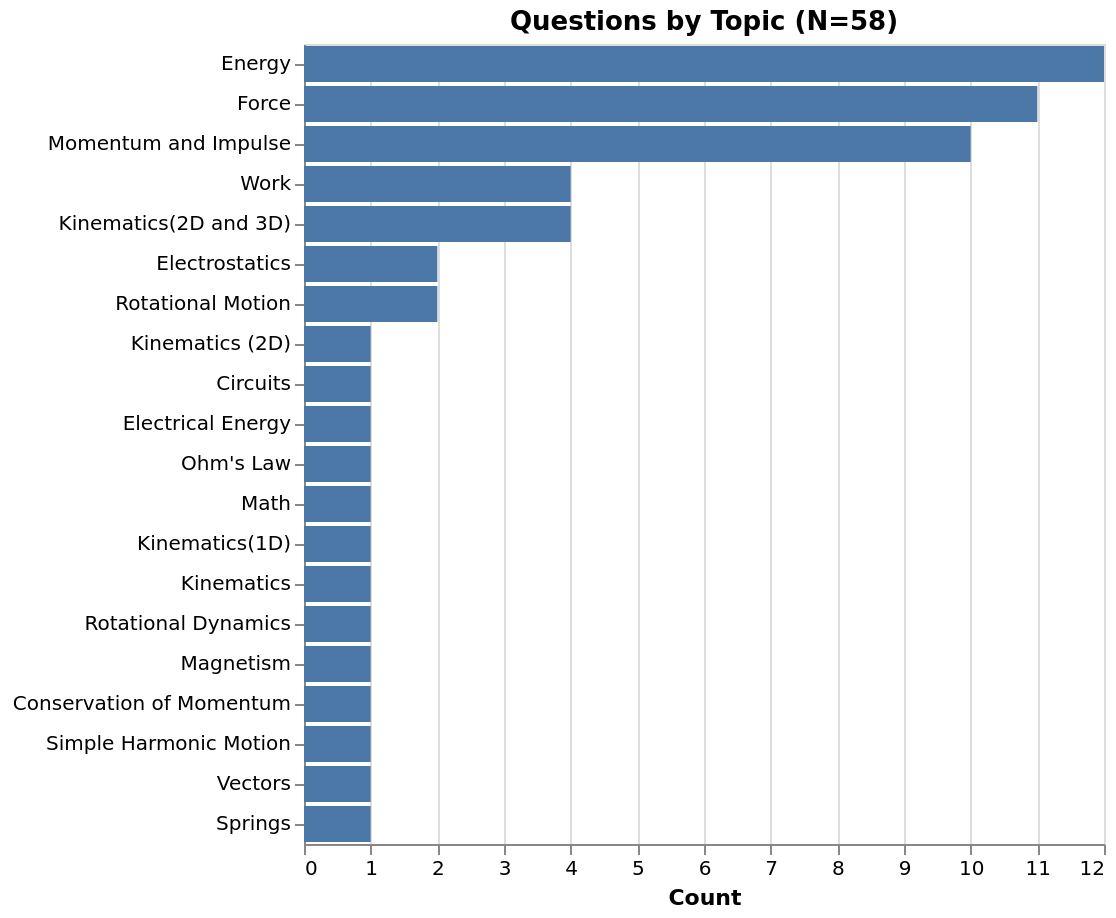 Questions by Topic (N=58)
Energy
Force
Momentum and Impulse
Work
Kinematics(2D and 3D)
Electrostatics
Rotational Motion
Kinematics (2D)
Circuits
Electrical Energy
Ohm's Law
Math
Kinematics(1D)
Kinematics
Rotational Dynamics
Magnetism
Conservation of Momentum
Simple Harmonic Motion
Vectors
Springs
0 1 2 3 4 5 6 7 8 9 10 11 12
Count